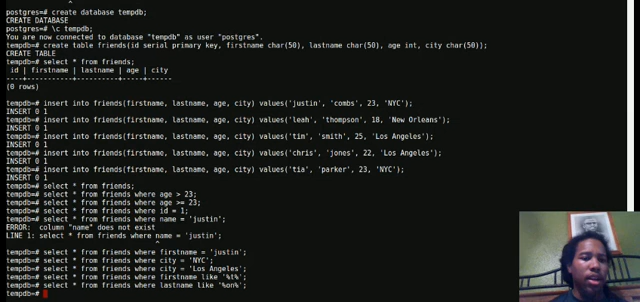 postgres=# create database tempdb;
CREATE DATABASE
postgres=# \c tempdb;
You are now connected to database "tempdb" as user "postgres".
tempdb=# create table friends(id serial primary key, firstname char(50), lastname char(50), age int, city char(50));
CREATE TABLE
tempdb=# select * from friends;
id | firstname | lastname | age | city
----+-----------+----------+-----+------
(0 rows)
tempdb=# insert into friends(firstname, lastname, age, city) values('justin', 'combs', 23, 'NYC');
INSERT 0 1
tempdb=# insert into friends(firstname, lastname, age, city) values('leah', 'thompson', 18, 'New Orleans');
INSERT 0 1
tempdb=# insert into friends(firstname, lastname, age, city) values('tim', 'smith', 25, 'Los Angeles');
INSERT 0 1
tempdb=# insert into friends(firstname, lastname, age, city) values('chris', 'jones', 22, 'Los Angeles');
INSERT 0 1
tempdb=# insert into friends(firstname, lastname, age, city) values('tia', 'parker', 23, 'NYC');
INSERT 0 1
tempdb=# select * from friends;
tempdb=# select * from friends where age > 23;
tempdb=# select * from friends where age >= 23;
tempdb=# select * from friends where id = 1;
tempdb=# select * from friends where name = 'justin';
ERROR: column "name" does not exist
LINE 1: select * from friends where name = 'justin';
^
tempdb=# select * from friends where firstname = 'justin';
tempdb=# select * from friends where city = 'NYC';
tempdb=# select * from friends where city = 'Los Angeles';
tempdb=# select * from friends where firstname like '%t%';
tempdb=# select * from friends where lastname like '%on%';
tempdb=#